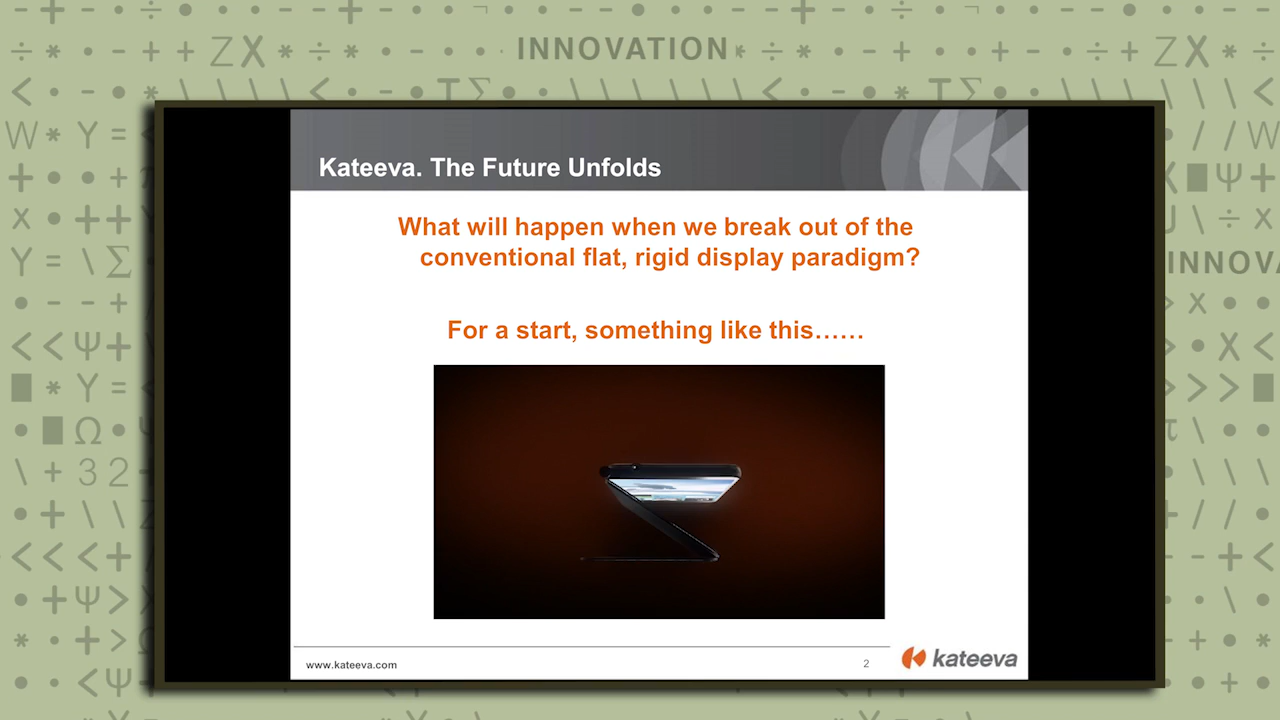 INNOVATION
Kateeva. The Future Unfolds
What will happen when we break out of the
conventional flat, rigid display paradigm?
INNOVA
For a start, something like this……
www.kateeva.com
2
kateeva